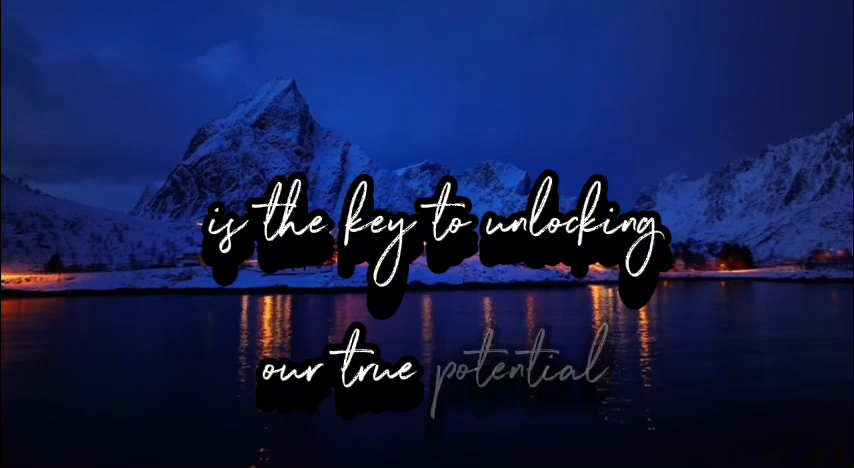 is the key to unlocking
our true potential